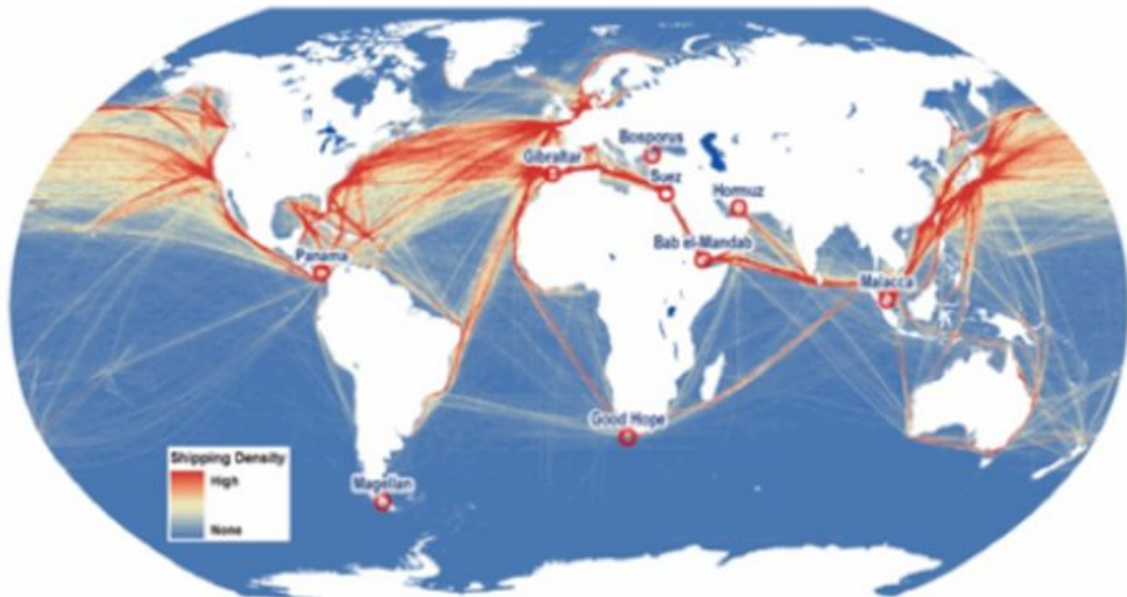 Bosporus
Gibraltar
Suez
Hormuz
Bab el-Mandab
Panama
Malacca
Good Hope
Magellan
Shipping Density
High
None